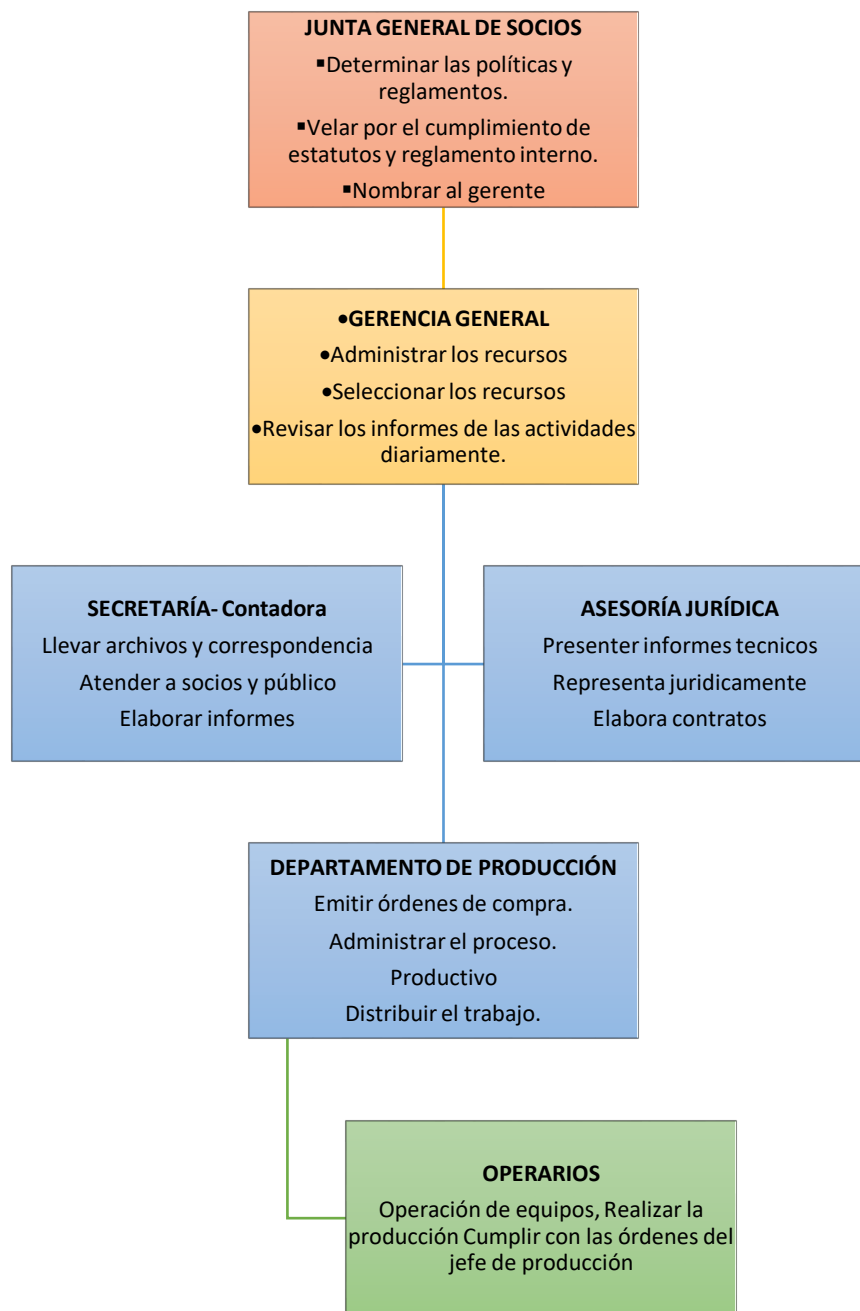 JUNTA GENERAL DE SOCIOS
▪Determinar las políticas y
reglamentos.
▪Velar por el cumplimiento de
estatutos y reglamento interno.
▪Nombrar al gerente
•GERENCIA GENERAL
•Administrar los recursos
•Seleccionar los recursos
•Revisar los informes de las actividades
diariamente.
SECRETARÍA- Contadora
Llevar archivos y correspondencia
Atender a socios y público
Elaborar informes
ASESORÍA JURÍDICA
Presenter informes tecnicos
Representa juridicamente
Elabora contratos
DEPARTAMENTO DE PRODUCCIÓN
Emitir órdenes de compra.
Administrar el proceso.
Productivo
Distribuir el trabajo.
OPERARIOS
Operación de equipos, Realizar la
producción Cumplir con las órdenes del
jefe de producción